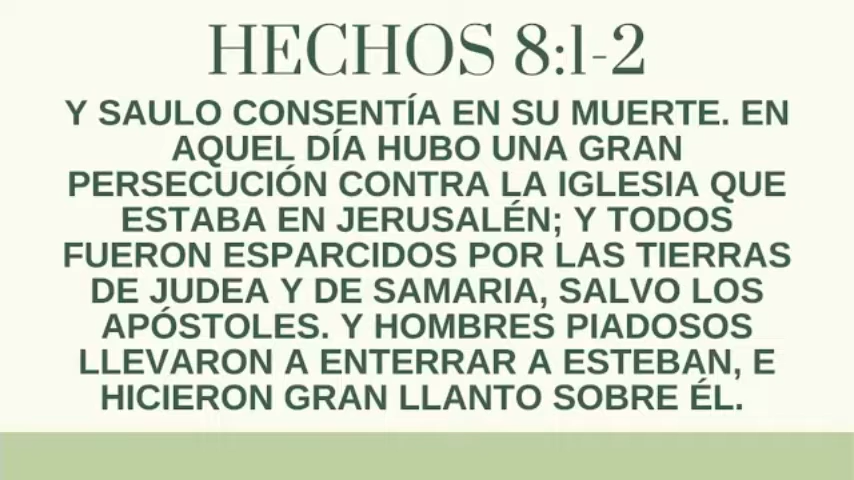 HECHOS 8:1-2
Y SAULO CONSENTÍA EN SU MUERTE. EN
AQUEL DÍA HUBO UNA GRAN
PERSECUCIÓN CONTRA LA IGLESIA QUE
ESTABA EN JERUSALÉN; Y TODOS
FUERON ESPARCIDOS POR LAS TIERRAS
DE JUDEA Y DE SAMARIA, SALVO LOS
APÓSTOLES. Y HOMBRES PIADOSOS
LLEVARON A ENTERRAR A ESTEBAN, E
HICIERON GRAN LLANTO SOBRE ÉL.